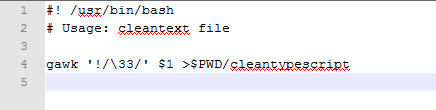 1 #! /usr/bin/bash
2 # Usage: cleantext file
3
4 gawk '!/\33/' $1 >$PWD/cleantypescript
5